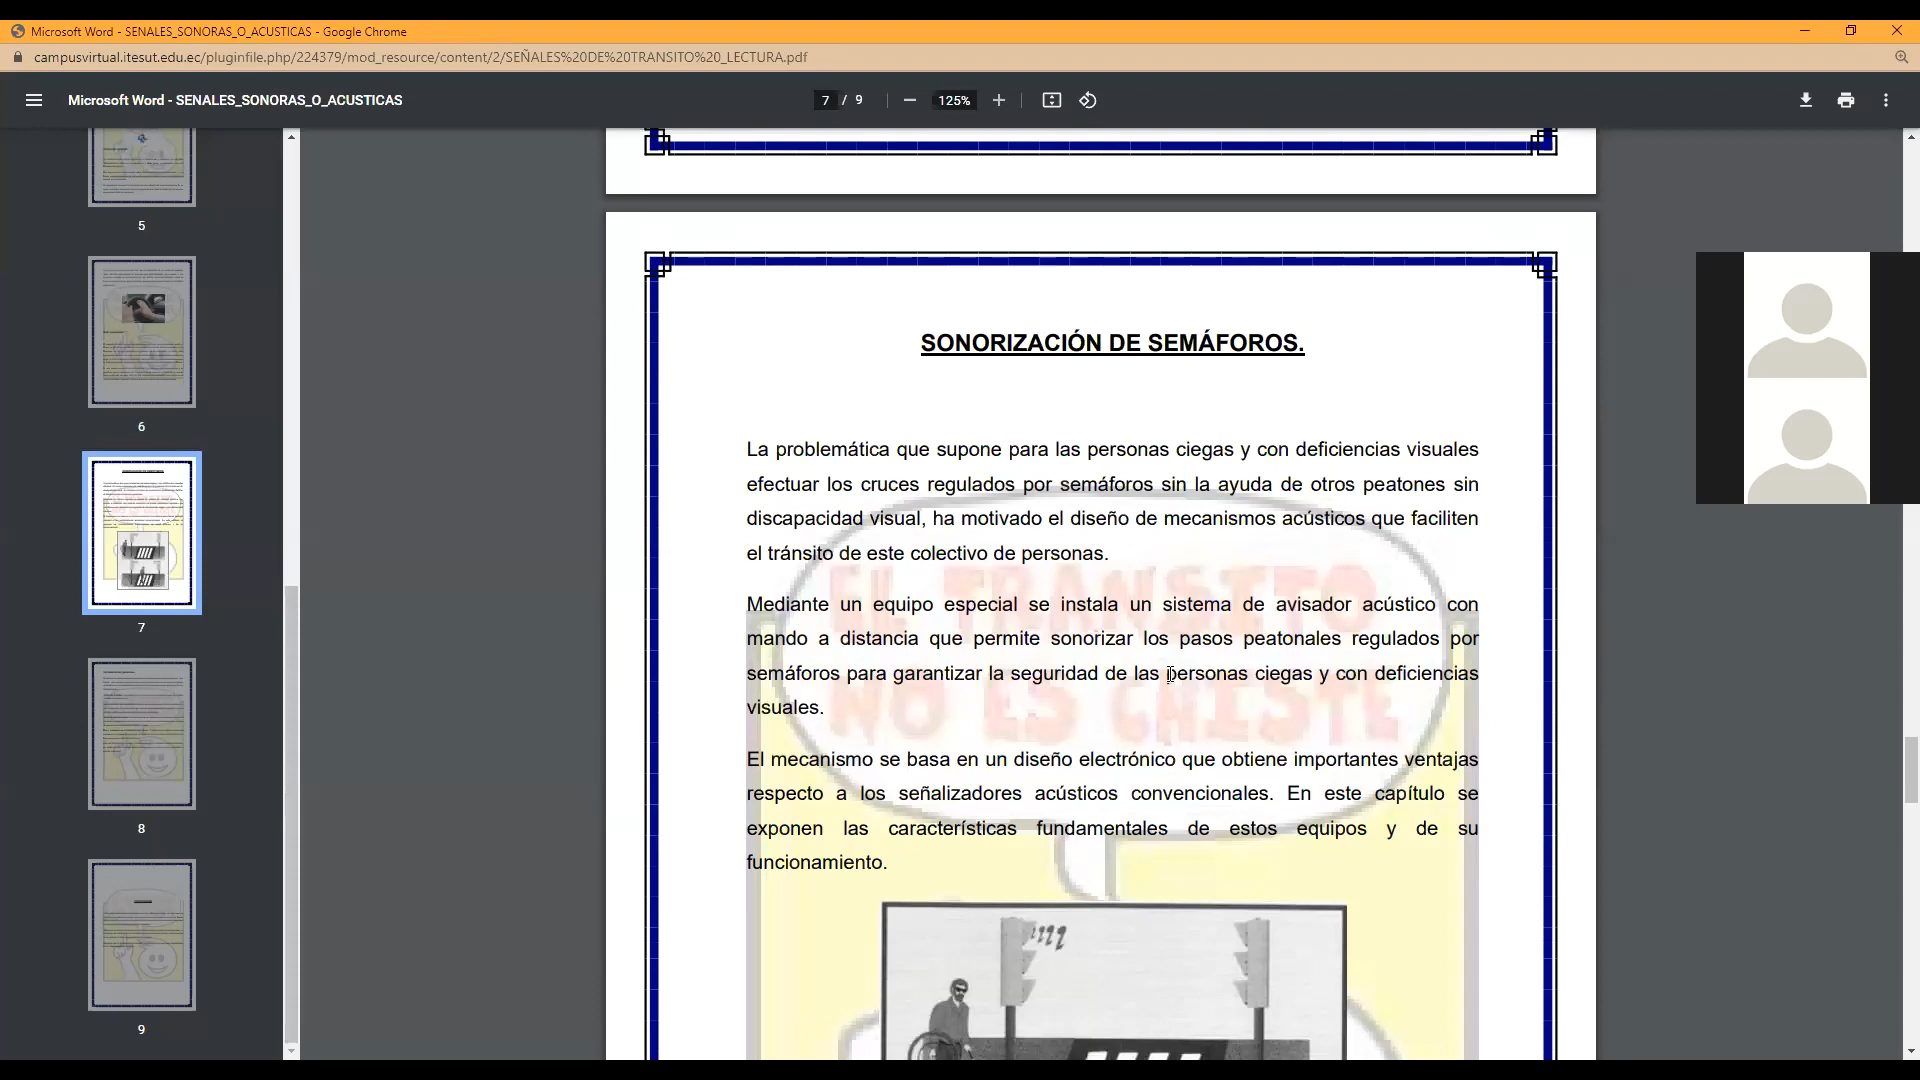 Microsoft Word - SENALES_SONORAS_O_ACUSTICAS - Google Chrome
campusvirtual.itesut.edu.ec/pluginfile.php/224379/mod_resource/content/2/SEÑALES%20DE%20TRANSITO%20_LECTURA.pdf
Microsoft Word - SENALES_SONORAS_O_ACUSTICAS
7 / 9
125%
5
6
7
8
9
SONORIZACIÓN DE SEMÁFOROS.
La problemática que supone para las personas ciegas y con deficiencias visuales
efectuar los cruces regulados por semáforos sin la ayuda de otros peatones sin
discapacidad visual, ha motivado el diseño de mecanismos acústicos que faciliten
el tránsito de este colectivo de personas.
Mediante un equipo especial se instala un sistema de avisador acústico con
mando a distancia que permite sonorizar los pasos peatonales regulados por
semáforos para garantizar la seguridad de las personas ciegas y con deficiencias
visuales.
El mecanismo se basa en un diseño electrónico que obtiene importantes ventajas
respecto a los señalizadores acústicos convencionales. En este capítulo se
exponen las características fundamentales de estos equipos y de su
funcionamiento.
EL TRANSITO
NO ES CHISTE